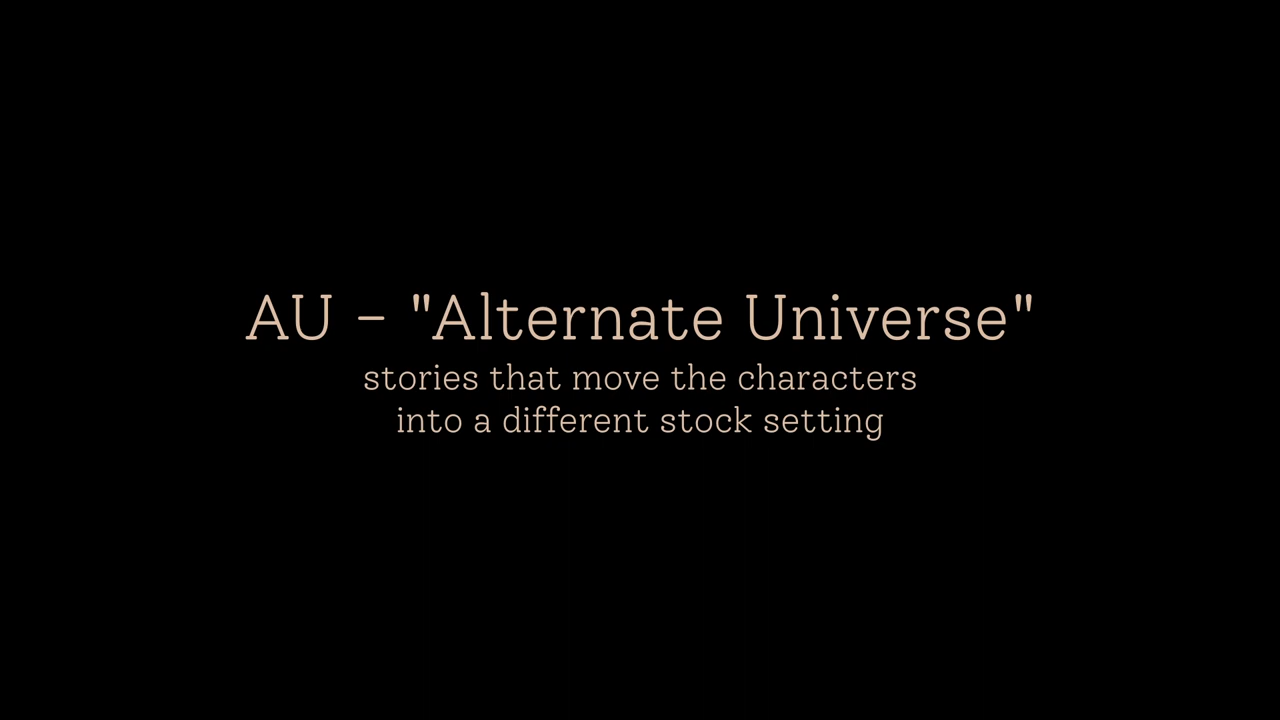 AU - "Alternate Universe"
stories that move the characters
into a different stock setting